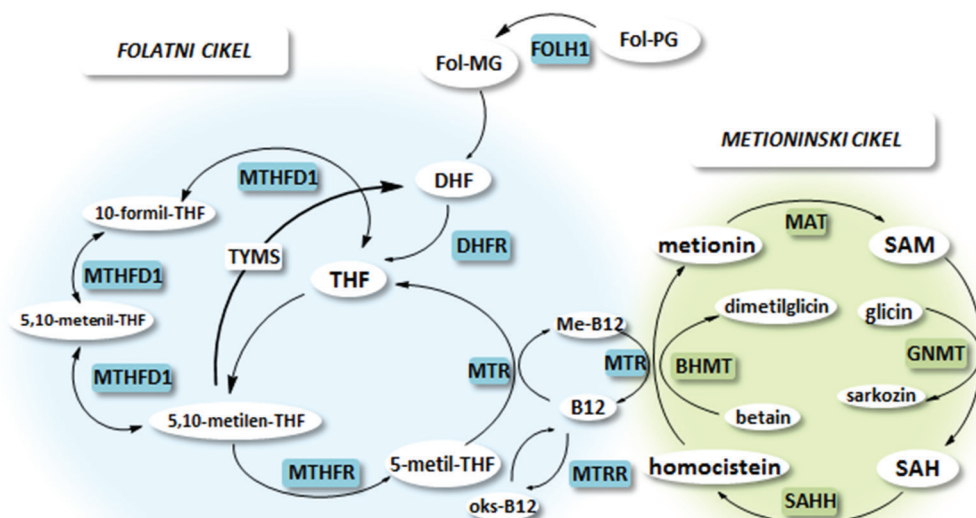 FOLATNI CIKEL
Fol-MG
FOLH1
Fol-PG
METIONINSKI CIKEL
MTHFD1
DHF
10-formil-THF
TYMS
DHFR
metionin
MAT
SAM
MTHFD1
THF
5,10-metenil-THF
Me-B12
dimetilglicin
glicin
MTHFD1
MTR
MTR
BHMT
GNMT
sarkozin
5,10-metilen-THF
B12
betain
MTHFR
5-metil-THF
MTRR
homocistein
SAH
oks-B12
SAHH